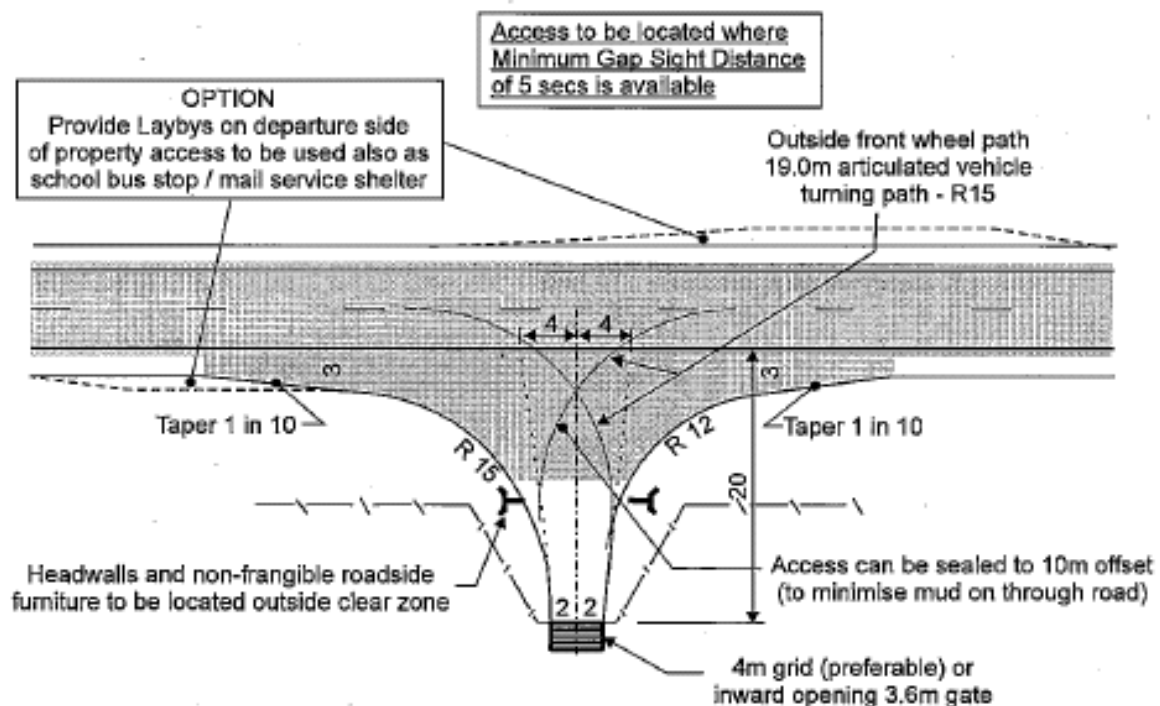 Access to be located where
Minimum Gap Sight Distance
of 5 secs is available
OPTION
Provide Laybys on departure side
of property access to be used also as
school bus stop / mail service shelter
Outside front wheel path
19.0m articulated vehicle
turning path - R15
4 4
3
3
Taper 1 in 10
Taper 1 in 10
R 15
R 12
20
Headwalls and non-frangible roadside
furniture to be located outside clear zone
Access can be sealed to 10m offset
(to minimise mud on through road)
2 2
4m grid (preferable) or
inward opening 3.6m gate